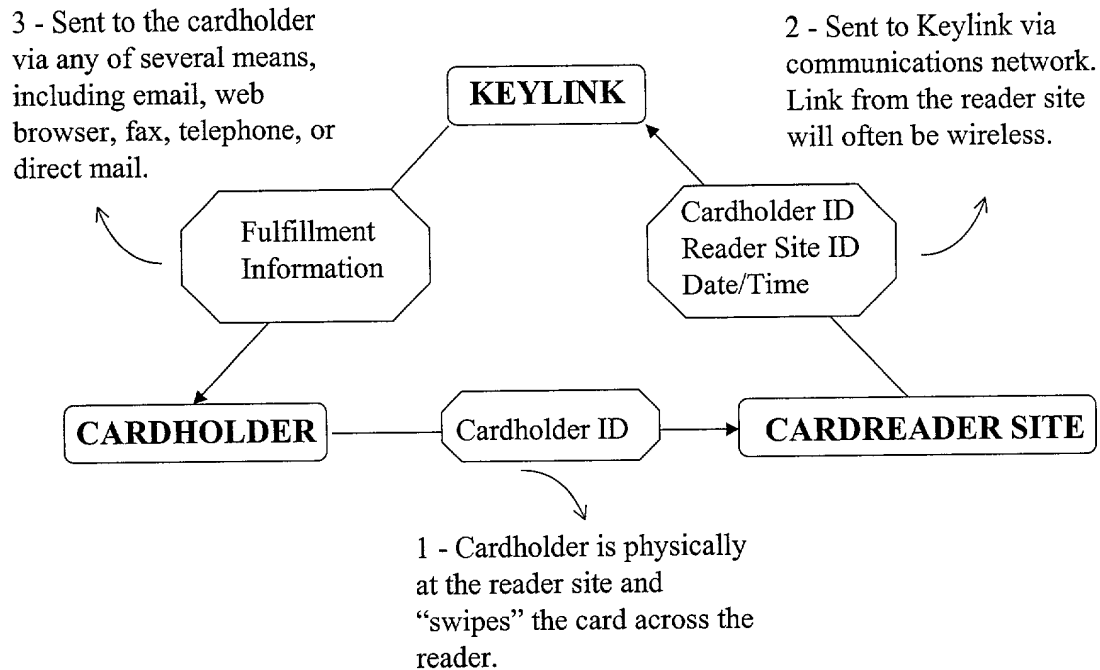 3 - Sent to the cardholder
via any of several means,
including email, web
browser, fax, telephone, or
direct mail.
KEYLINK
2 - Sent to Keylink via
communications network.
Link from the reader site
will often be wireless.
Fulfillment
Information
Cardholder ID
Reader Site ID
Date/Time
CARDHOLDER
Cardholder ID
CARDREADER SITE
1 - Cardholder is physically
at the reader site and
“swipes” the card across the
reader.